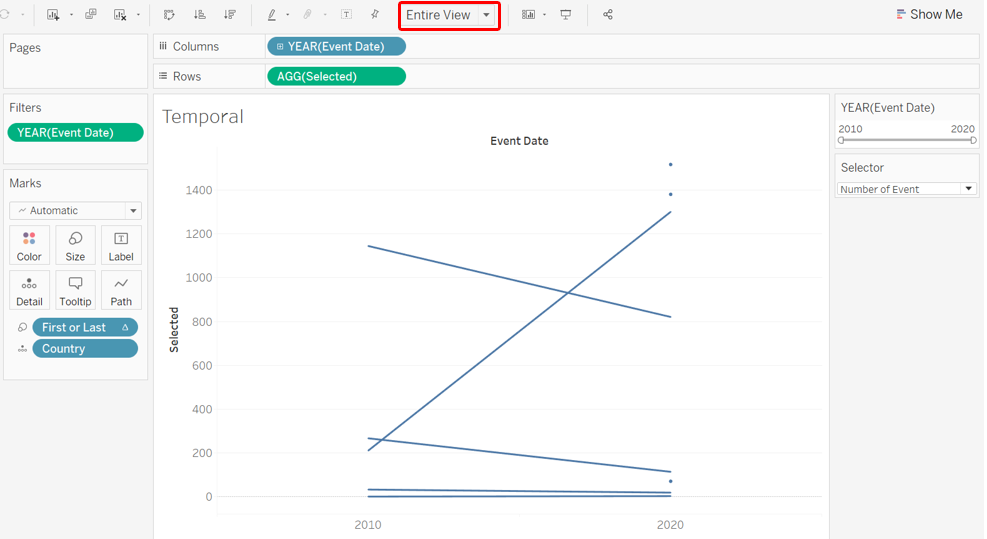 Entire View
Show Me
Pages
Columns
YEAR(Event Date)
Rows
AGG(Selected)
Filters
YEAR(Event Date)
Marks
Automatic
Color
Size
Label
Detail
Tooltip
Path
First or Last
Country
Temporal
Event Date
Selected
1400
1200
1000
800
600
400
200
0
2010
2020
YEAR(Event Date)
2010
2020
Selector
Number of Event